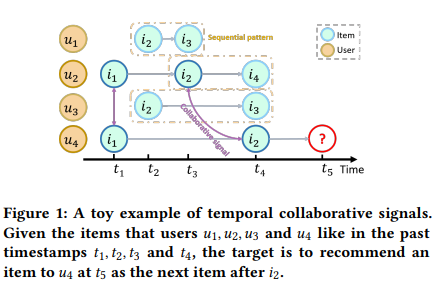 u1 i2 i3 Sequential pattern Item
User
u2 i1 i2 i4
u3 i2 i3
Collaborative signal
u4 i1 i2 ?
t1 t2 t3 t4 t5 Time
Figure 1: A toy example of temporal collaborative signals.
Given the items that users u1, u2, u3 and u4 like in the past
timestamps t1, t2, t3 and t4, the target is to recommend an
item to u4 at t5 as the next item after i2.